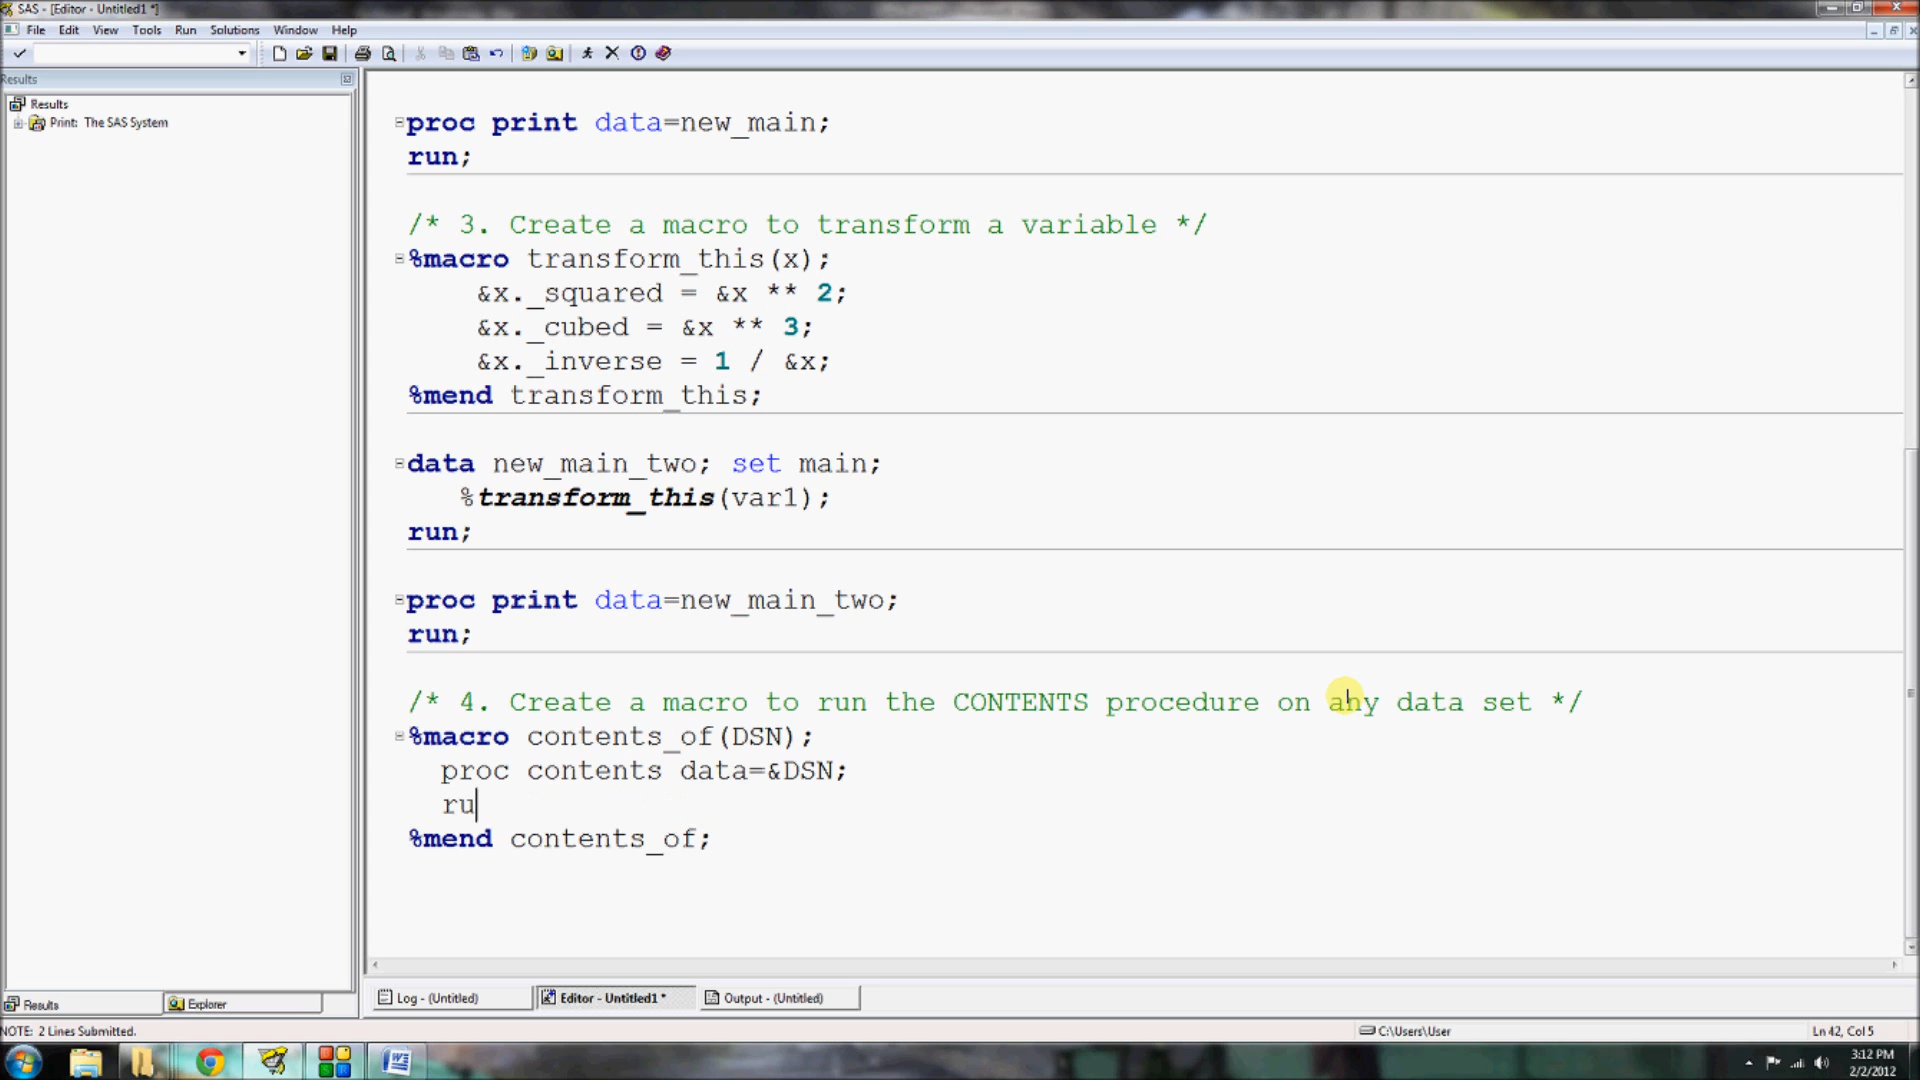 SAS - [Editor - Untitled1 *]
File Edit View Tools Run Solutions Window Help
Results
Results
Print: The SAS System
proc print data=new_main;
run;
/* 3. Create a macro to transform a variable */
%macro transform_this(x);
&x._squared = &x ** 2;
&x._cubed = &x ** 3;
&x._inverse = 1 / &x;
%mend transform_this;
data new_main_two; set main;
%transform_this(var1);
run;
proc print data=new_main_two;
run;
/* 4. Create a macro to run the CONTENTS procedure on any data set */
%macro contents_of(DSN);
proc contents data=&DSN;
ru
%mend contents_of;
Results Explorer Log - (Untitled) Editor - Untitled1 * Output - (Untitled)
NOTE: 2 Lines Submitted. C:\Users\User Ln 42, Col 5
3:12 PM
2/2/2012